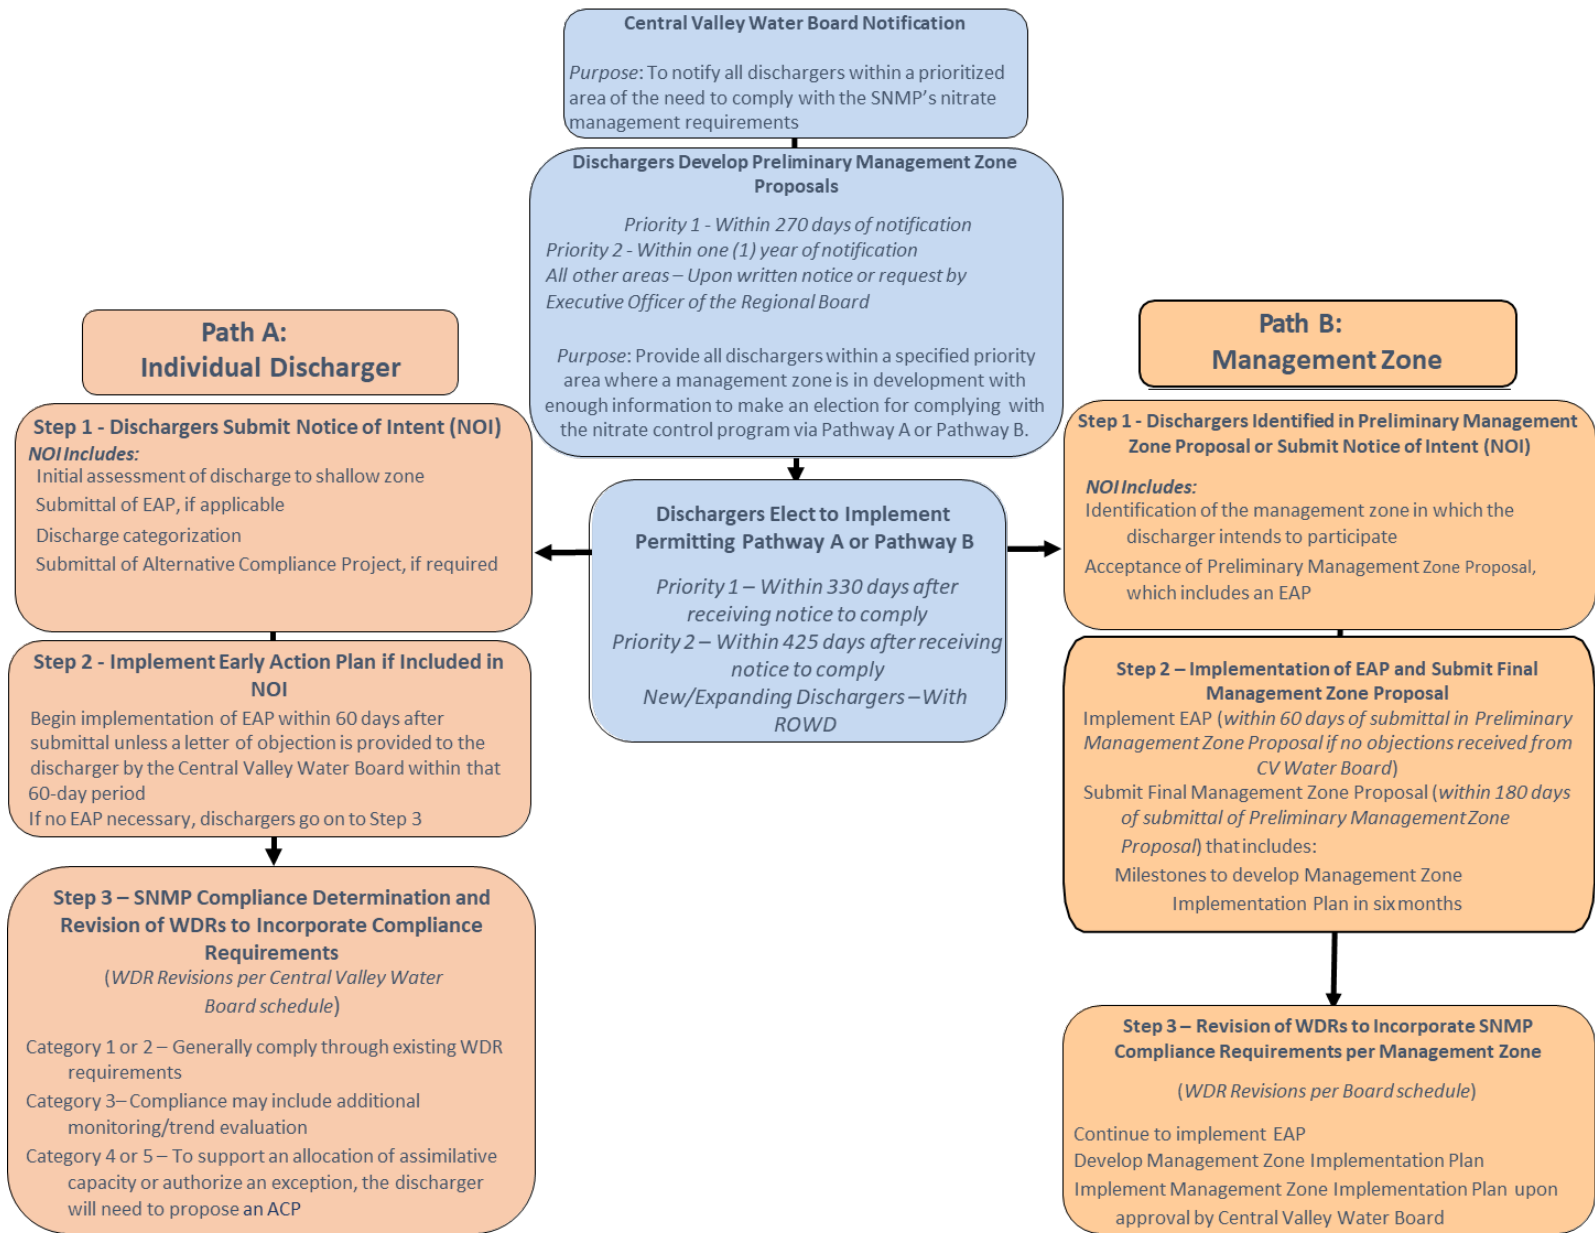 Central Valley Water Board Notification
Purpose: To notify all dischargers within a prioritized
area of the need to comply with the SNMP's nitrate
management requirements
Dischargers Develop Preliminary Management Zone
Proposals
Priority 1 - Within 270 days of notification
Priority 2 - Within one (1) year of notification
All other areas – Upon written notice or request by
Executive Officer of the Regional Board
Purpose: Provide all dischargers within a specified priority
area where a management zone is in development with
enough information to make an election for complying with
the nitrate control program via Pathway A or Pathway B.
Dischargers Elect to Implement
Permitting Pathway A or Pathway B
Priority 1 – Within 330 days after
receiving notice to comply
Priority 2 – Within 425 days after receiving
notice to comply
New/Expanding Dischargers – With
ROWD
Path A:
Individual Discharger
Step 1 - Dischargers Submit Notice of Intent (NOI)
NOI Includes:
Initial assessment of discharge to shallow zone
Submittal of EAP, if applicable
Discharge categorization
Submittal of Alternative Compliance Project, if required
Step 2 - Implement Early Action Plan if Included in
NOI
Begin implementation of EAP within 60 days after
submittal unless a letter of objection is provided to the
discharger by the Central Valley Water Board within that
60-day period
If no EAP necessary, dischargers go on to Step 3
Step 3 – SNMP Compliance Determination and
Revision of WDRs to Incorporate Compliance
Requirements
(WDR Revisions per Central Valley Water
Board schedule)
Category 1 or 2 – Generally comply through existing WDR
requirements
Category 3– Compliance may include additional
monitoring/trend evaluation
Category 4 or 5 – To support an allocation of assimilative
capacity or authorize an exception, the discharger
will need to propose an ACP
Path B:
Management Zone
Step 1 - Dischargers Identified in Preliminary Management
Zone Proposal or Submit Notice of Intent (NOI)
NOI Includes:
Identification of the management zone in which the
discharger intends to participate
Acceptance of Preliminary Management Zone Proposal,
which includes an EAP
Step 2 – Implementation of EAP and Submit Final
Management Zone Proposal
Implement EAP (within 60 days of submittal in Preliminary
Management Zone Proposal if no objections received from
CV Water Board)
Submit Final Management Zone Proposal (within 180 days
of submittal of Preliminary Management Zone
Proposal) that includes:
Milestones to develop Management Zone
Implementation Plan in six months
Step 3 – Revision of WDRs to Incorporate SNMP
Compliance Requirements per Management Zone
(WDR Revisions per Board schedule)
Continue to implement EAP
Develop Management Zone Implementation Plan
Implement Management Zone Implementation Plan upon
approval by Central Valley Water Board